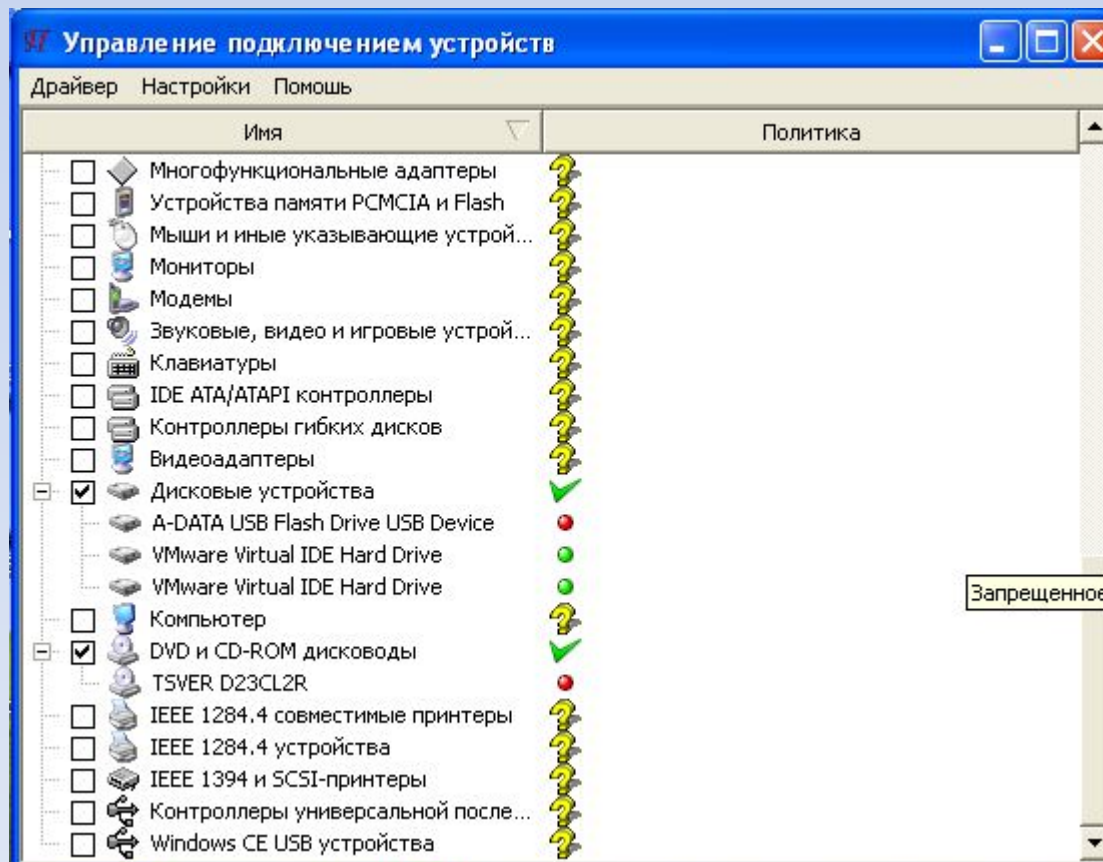 Управление подключением устройств
Драйвер Настройки Помошь
Имя Политика
Многофункциональные адаптеры
Устройства памяти PCMCIA и Flash
Мыши и иные указывающие устрой...
Мониторы
Модемы
Звуковые, видео и игровые устрой...
Клавиатуры
IDE ATA/ATAPI контроллеры
Контроллеры гибких дисков
Видеоадаптеры
Дисковые устройства
A-DATA USB Flash Drive USB Device
VMware Virtual IDE Hard Drive
VMware Virtual IDE Hard Drive
Запрещенное
Компьютер
DVD и CD-ROM дисководы
TSVER D23CL2R
IEEE 1284.4 совместимые принтеры
IEEE 1284.4 устройства
IEEE 1394 и SCSI-принтеры
Контроллеры универсальной после...
Windows CE USB устройства